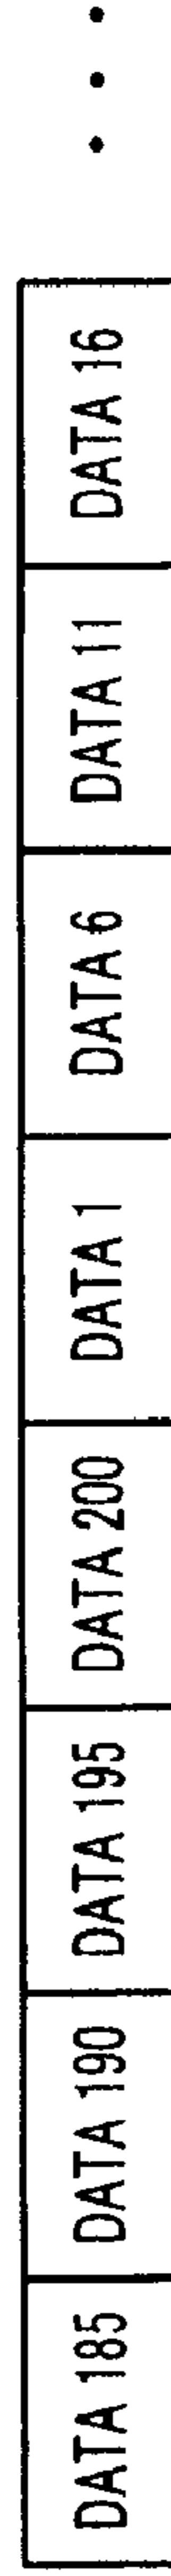 DATA 185
DATA 190
DATA 195
DATA 200
DATA 1
DATA 6
DATA 11
DATA 16
• • •